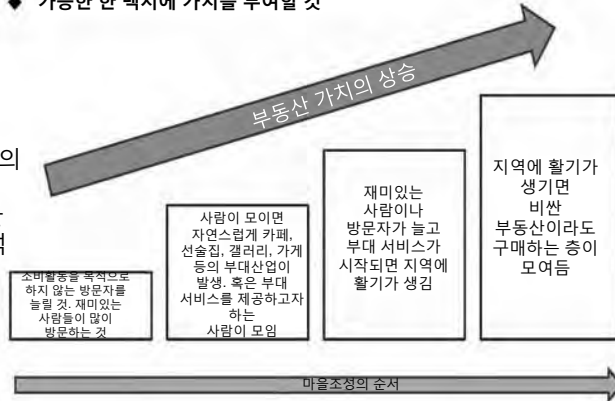 ◆ 가능한 한 택지에 가치를 부여할 것
부동산 가치의 상승
의
소비활동을 목적으로
하지 않는 방문자를
늘릴 것. 재미있는
사람들이 많이
방문하는 것
사람이 모이면
자연스럽게 카페,
선술집, 갤러리, 가게
등의 부대산업이
발생. 혹은 부대
서비스를 제공하고자
하는
사람이 모임
재미있는
사람이나
방문자가 늘고
부대 서비스가
시작되면 지역에
활기가 생김
지역에 활기가
생기면
비싼
부동산이라도
구매하는 층이
모여듬
마을조성의 순서